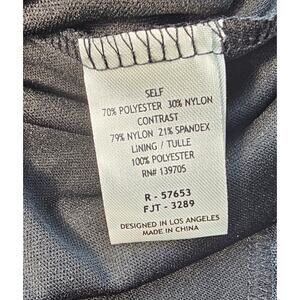 SELF
70% POLYESTER 30% NYLON
CONTRAST
79% NYLON 21% SPANDEX
LINING / TULLE
100% POLYESTER
RN# 139705
R - 57653
FJT - 3289
DESIGNED IN LOS ANGELES
MADE IN CHINA